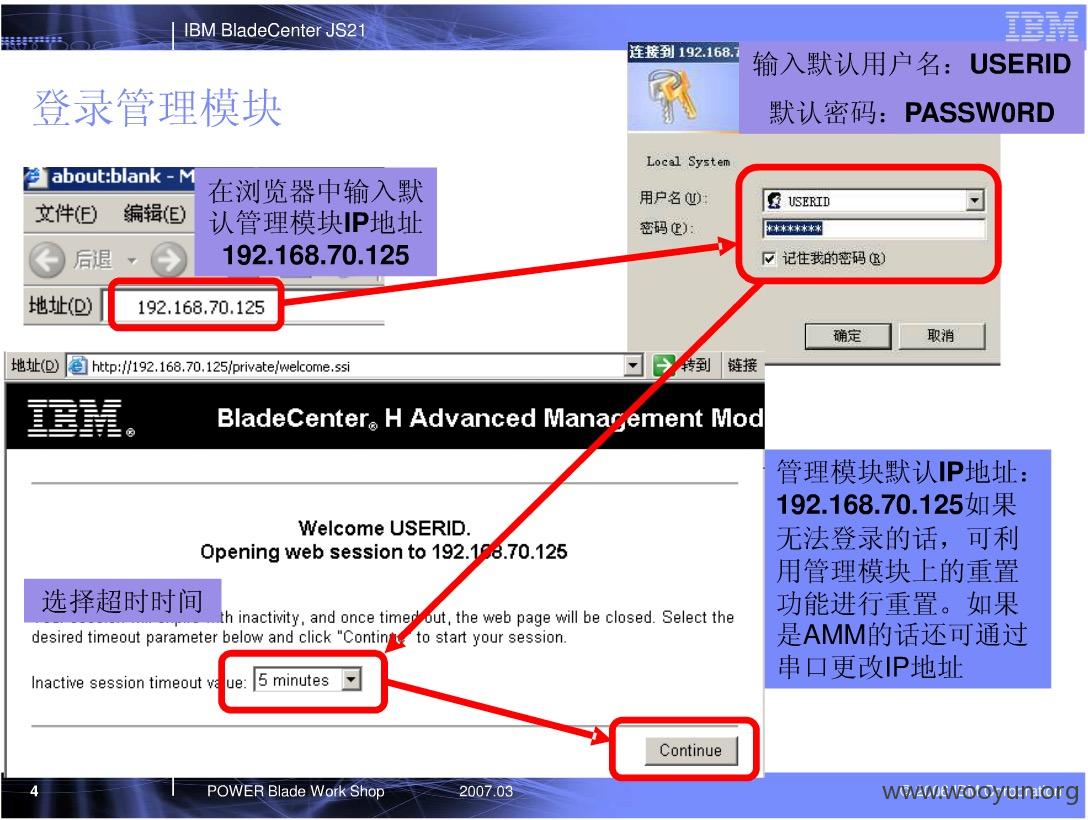 IBM BladeCenter JS21
IBM
登录管理模块
连接到 192.168.7
输入默认用户名：USERID
默认密码：PASSW0RD
Local System
用户名(U):
USERID
密码(P):
********
记住我的密码(R)
确定
取消
about:blank - M
文件(F) 编辑(E)
后退
地址(D) 192.168.70.125
在浏览器中输入默
认管理模块IP地址
192.168.70.125
地址(D) http://192.168.70.125/private/welcome.ssi 转到 链接
IBM® BladeCenter® H Advanced Management Mod
Welcome USERID.
Opening web session to 192.168.70.125
选择超时时间
with inactivity, and once timed out, the web page will be closed. Select the
desired timeout parameter below and click "Continue" to start your session.
Inactive session timeout value: 5 minutes
Continue
管理模块默认IP地址：
192.168.70.125如果
无法登录的话，可利
用管理模块上的重置
功能进行重置。如果
是AMM的话还可通过
串口更改IP地址
4 POWER Blade Work Shop 2007.03
www.wooyun.org